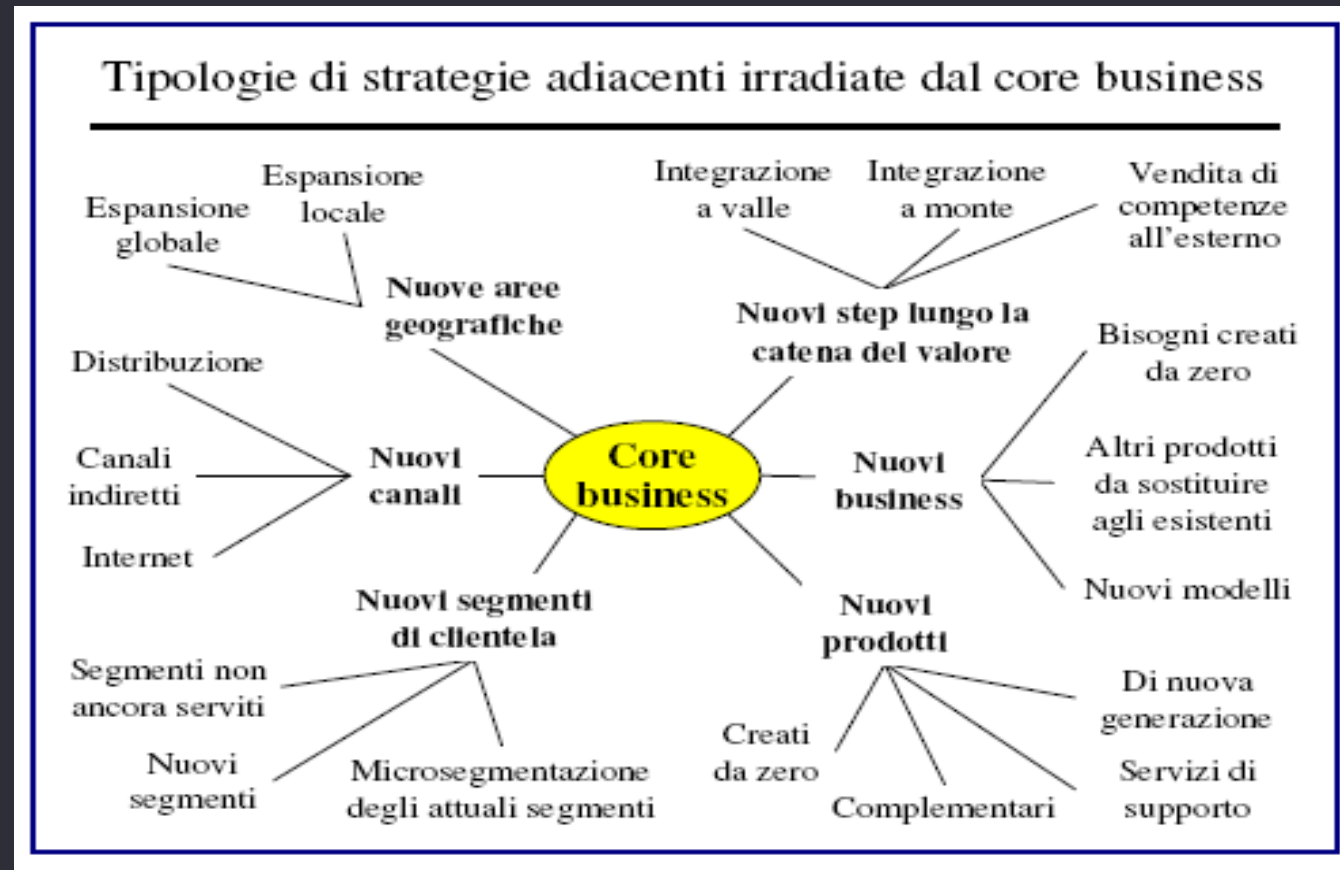 Tipologie di strategie adiacenti irradiate dal core business
Espansione
globale
Espansione
locale
Nuove aree
geografiche
Integrazione
a valle
Integrazione
a monte
Vendita di
competenze
all'esterno
Nuovi step lungo la
catena del valore
Distribuzione
Canali
indiretti
Internet
Nuovi
canali
Core
business
Nuovi
business
Bisogni creati
da zero
Altri prodotti
da sostituire
agli esistenti
Nuovi modelli
Nuovi segmenti
di clientela
Segmenti non
ancora serviti
Nuovi
segmenti
Microsegmentazione
degli attuali segmenti
Nuovi
prodotti
Creati
da zero
Complementari
Servizi di
supporto
Di nuova
generazione